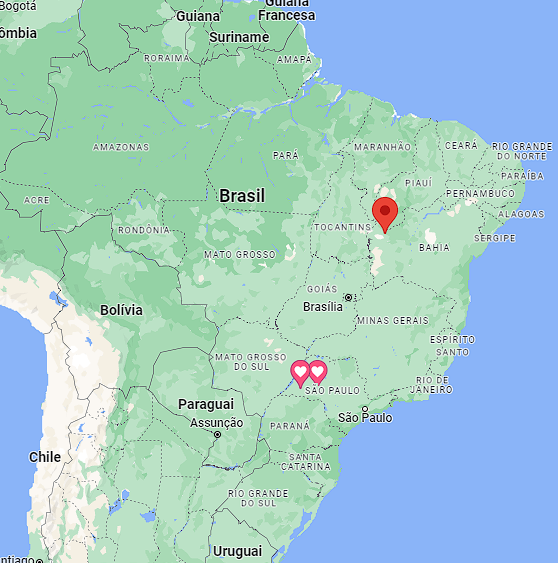 Bogotá
ômbia
Guiana
Guiana
Francesa
Suriname
RORAIMA
AMAPÁ
AMAZONAS
PARÁ
MARANHÃO
CEARÁ
RIO GRANDE
DO NORTE
PARAÍBA
PIAUÍ
PERNAMBUCO
ACRE
Brasil
ALAGOAS
RONDÔNIA
TOCANTINS
SERGIPE
BAHIA
MATO GROSSO
GOIÁS
Brasília
Bolívia
MINAS GERAIS
ESPÍRITO
SANTO
MATO GROSSO
DO SUL
SÃO PAULO
RIO DE
JANEIRO
Paraguai
São Paulo
Assunção
PARANÁ
Chile
SANTA
CATARINA
RIO GRANDE
DO SUL
Uruguai
ntiago